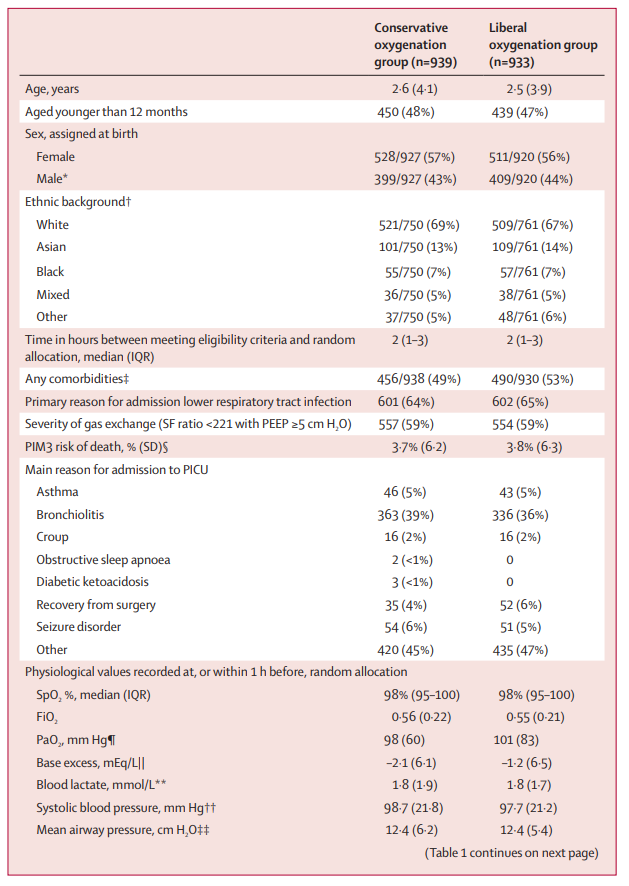 Conservative oxygenation group (n=939) Liberal oxygenation group (n=933)
Age, years 2·6 (4·1) 2·5 (3·9)
Aged younger than 12 months 450 (48%) 439 (47%)
Sex, assigned at birth
Female 528/927 (57%) 511/920 (56%)
Male* 399/927 (43%) 409/920 (44%)
Ethnic background†
White 521/750 (69%) 509/761 (67%)
Asian 101/750 (13%) 109/761 (14%)
Black 55/750 (7%) 57/761 (7%)
Mixed 36/750 (5%) 38/761 (5%)
Other 37/750 (5%) 48/761 (6%)
Time in hours between meeting eligibility criteria and random allocation, median (IQR) 2 (1–3) 2 (1–3)
Any comorbidities‡ 456/938 (49%) 490/930 (53%)
Primary reason for admission lower respiratory tract infection 601 (64%) 602 (65%)
Severity of gas exchange (SF ratio <221 with PEEP ≥5 cm H₂O) 557 (59%) 554 (59%)
PIM3 risk of death, % (SD)§ 3·7% (6·2) 3·8% (6·3)
Main reason for admission to PICU
Asthma 46 (5%) 43 (5%)
Bronchiolitis 363 (39%) 336 (36%)
Croup 16 (2%) 16 (2%)
Obstructive sleep apnoea 2 (<1%) 0
Diabetic ketoacidosis 3 (<1%) 0
Recovery from surgery 35 (4%) 52 (6%)
Seizure disorder 54 (6%) 51 (5%)
Other 420 (45%) 435 (47%)
Physiological values recorded at, or within 1 h before, random allocation
SpO₂ %, median (IQR) 98% (95–100) 98% (95–100)
FiO₂ 0·56 (0·22) 0·55 (0·21)
PaO₂, mm Hg¶ 98 (60) 101 (83)
Base excess, mEq/L|| –2·1 (6·1) –1·2 (6·5)
Blood lactate, mmol/L** 1·8 (1·9) 1·8 (1·7)
Systolic blood pressure, mm Hg†† 98·7 (21·8) 97·7 (21·2)
Mean airway pressure, cm H₂O‡‡ 12·4 (6·2) 12·4 (5·4)
(Table 1 continues on next page)